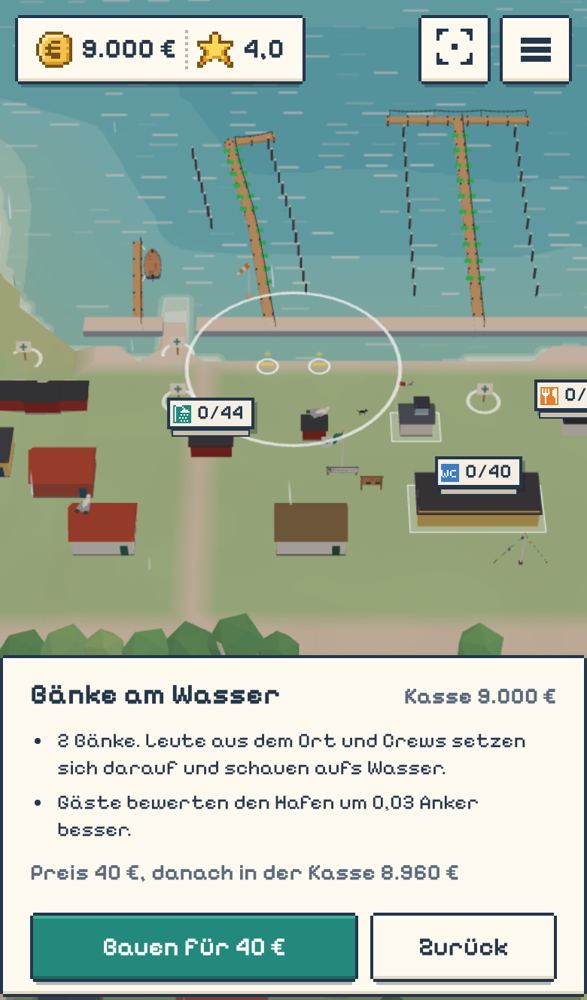 9.000 € 4,0
0/44
0/
WC 0/40
Bänke am Wasser
Kasse 9.000 €
• 2 Bänke. Leute aus dem Ort und Crews setzen
sich darauf und schauen aufs Wasser.
• Gäste bewerten den Hafen um 0,03 Anker
besser.
Preis 40 €, danach in der Kasse 8.960 €
Bauen für 40 €
Zurück